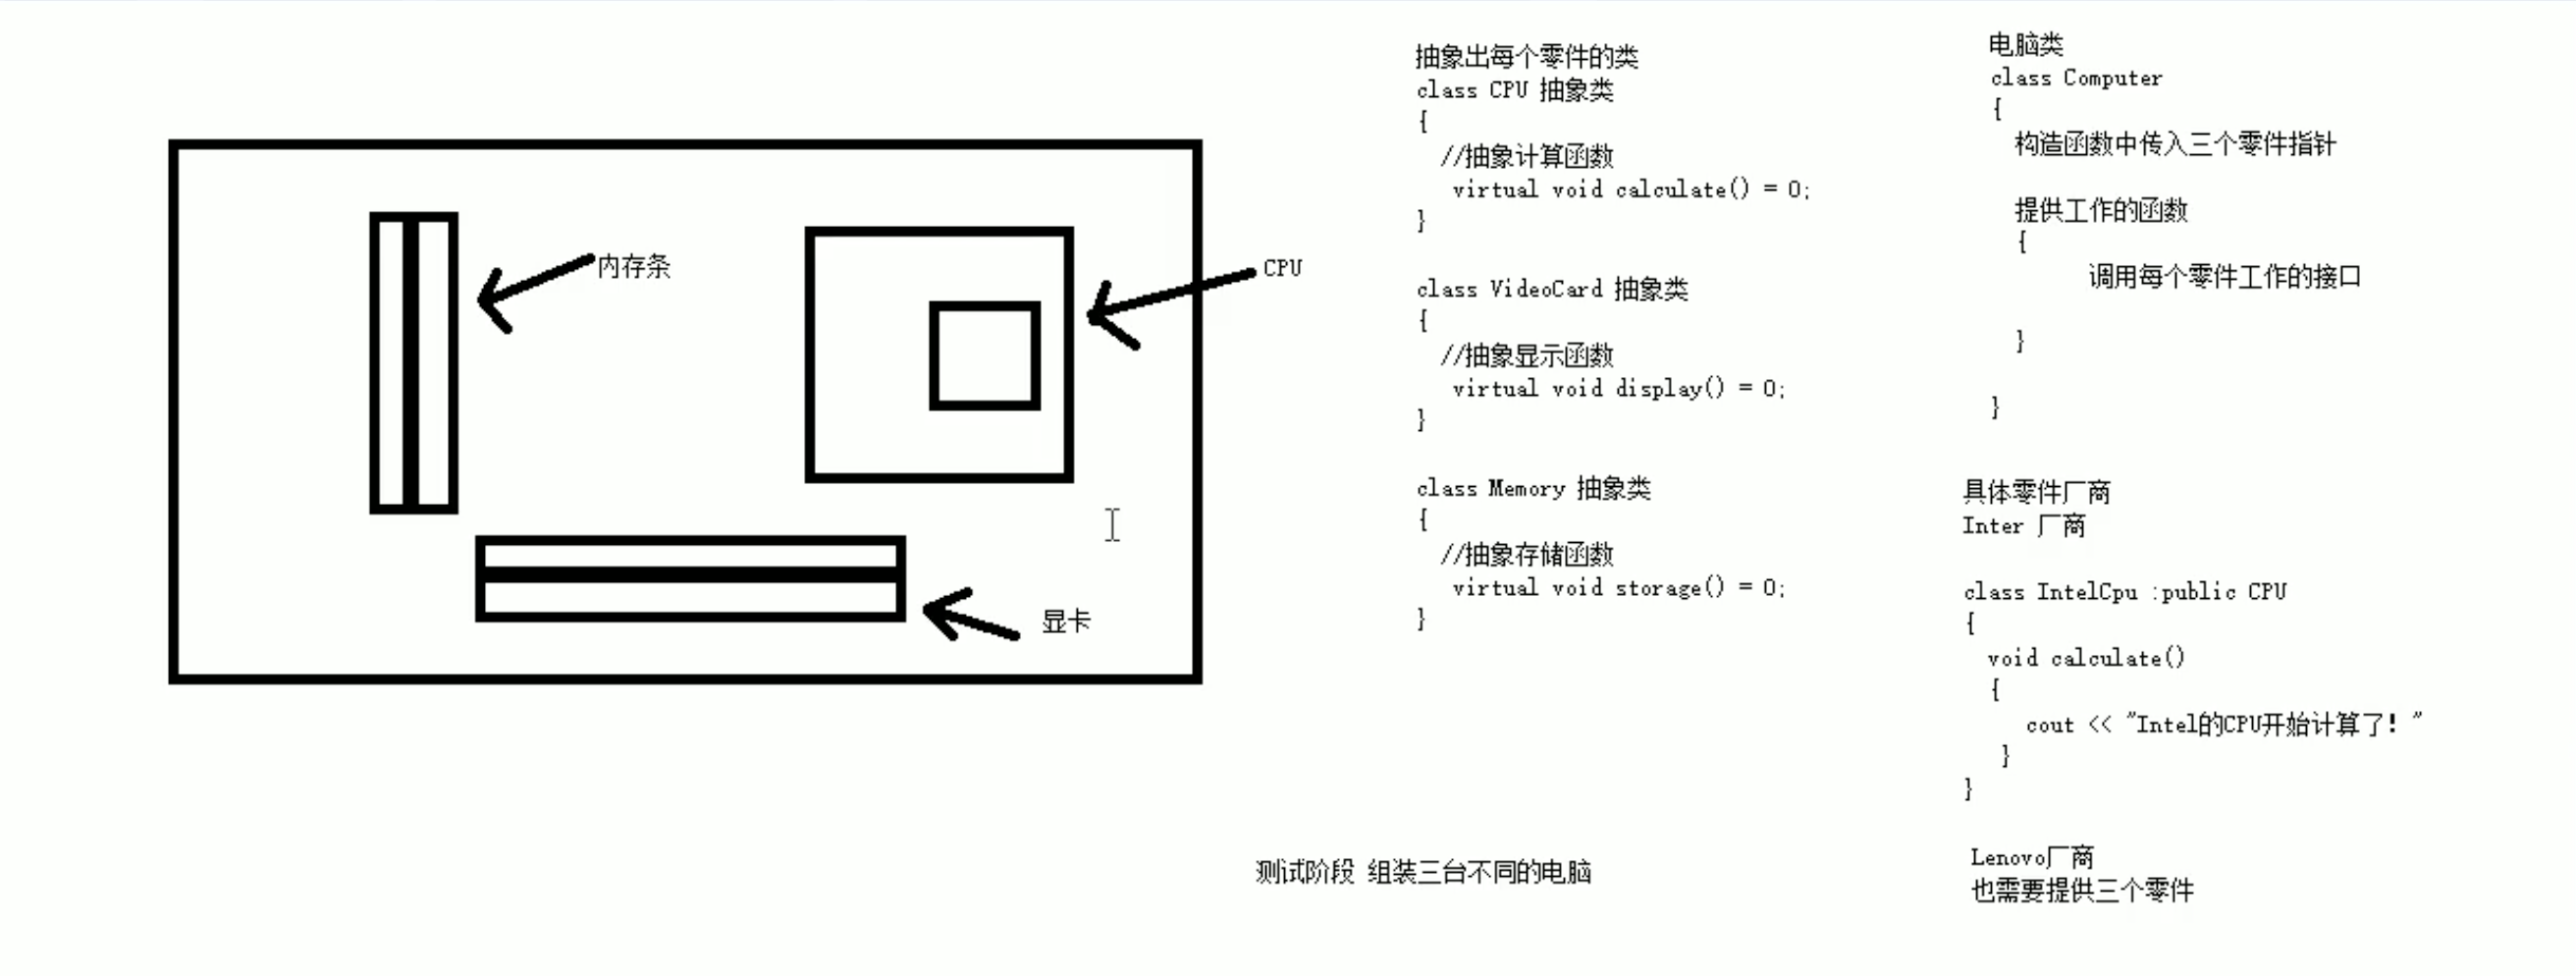 内存条
CPU
显卡
抽象出每个零件的类
class CPU 抽象类
{
//抽象计算函数
virtual void calculate() = 0;
}
class VideoCard 抽象类
{
//抽象显示函数
virtual void display() = 0;
}
class Memory 抽象类
{
//抽象存储函数
virtual void storage() = 0;
}
测试阶段 组装三台不同的电脑
电脑类
class Computer
{
构造函数中传入三个零件指针
提供工作的函数
{
调用每个零件工作的接口
}
}
具体零件厂商
Inter 厂商
class IntelCpu :public CPU
{
void calculate()
{
cout << "Intel的CPU开始计算了! "
}
}
Lenovo厂商
也需要提供三个零件